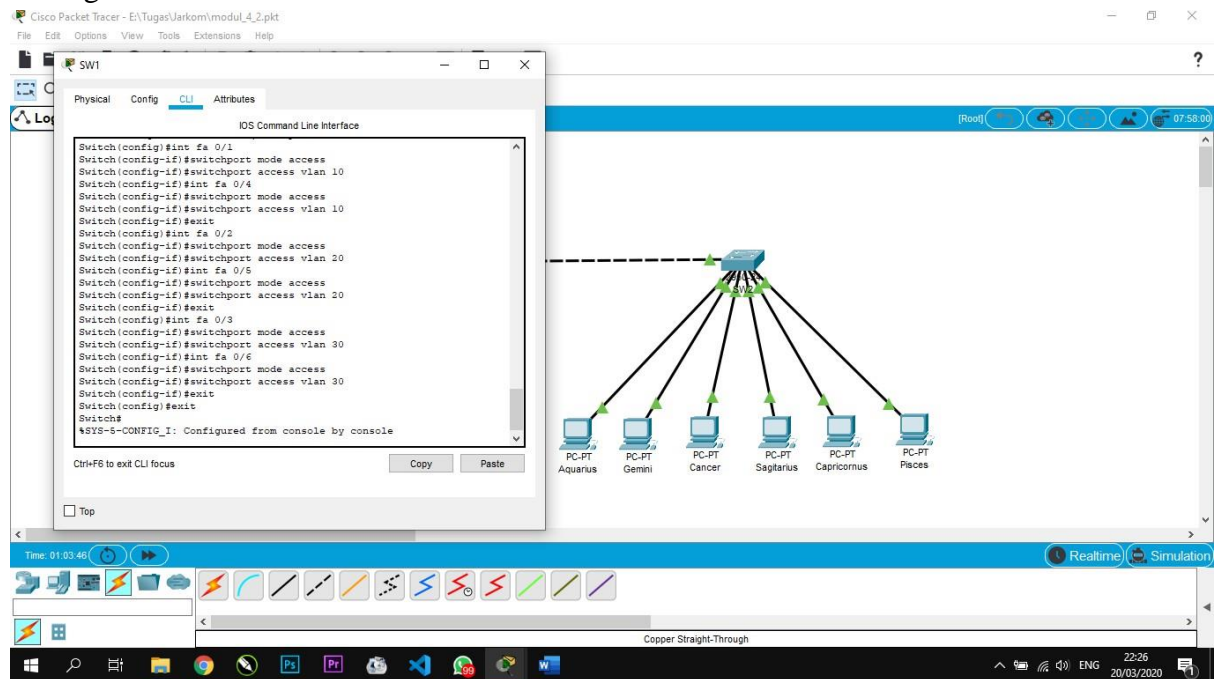 Cisco Packet Tracer - E:\Tugas\Jarkom\modul_4_2.pkt
File Edit Options View Tools Extensions Help
?
SW1
Physical Config CLI Attributes
IOS Command Line Interface
[Root]
07:58:00
Switch(config)#int fa 0/1
Switch(config-if)#switchport mode access
Switch(config-if)#switchport access vlan 10
Switch(config-if)#int fa 0/4
Switch(config-if)#switchport mode access
Switch(config-if)#switchport access vlan 10
Switch(config-if)#exit
Switch(config)#int fa 0/2
Switch(config-if)#switchport mode access
Switch(config-if)#switchport access vlan 20
Switch(config-if)#int fa 0/5
Switch(config-if)#switchport mode access
Switch(config-if)#switchport access vlan 20
Switch(config-if)#exit
Switch(config)#int fa 0/3
Switch(config-if)#switchport mode access
Switch(config-if)#switchport access vlan 30
Switch(config-if)#int fa 0/6
Switch(config-if)#switchport mode access
Switch(config-if)#switchport access vlan 30
Switch(config-if)#exit
Switch(config)#exit
Switch#
%SYS-5-CONFIG_I: Configured from console by console
Ctrl+F6 to exit CLI focus
Copy Paste
Top
SW2
PC-PT PC-PT PC-PT PC-PT PC-PT PC-PT
Aquarius Gemini Cancer Sagitarius Capricornus Pisces
Time: 01:03:46
Realtime Simulation
Copper Straight-Through
Ps Pr 99 W
ENG
22:26
20/03/2020
1